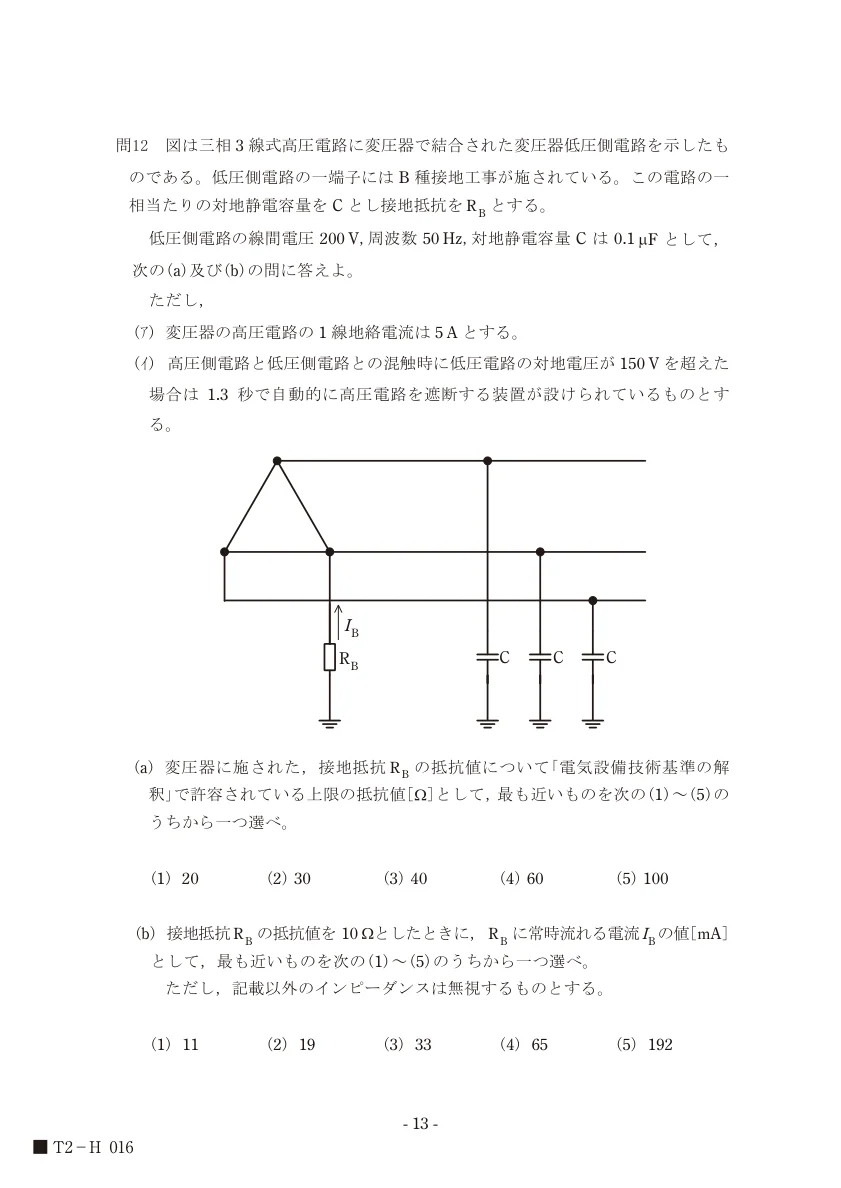 問12　図は三相 3 線式高圧電路に変圧器で結合された変圧器低圧側電路を示したも
のである。低圧側電路の一端子には B 種接地工事が施されている。この電路の一
相当たりの対地静電容量を C とし接地抵抗を RB とする。
低圧側電路の線間電圧 200 V, 周波数 50 Hz, 対地静電容量 C は 0.1 μF として，
次の(a)及び(b)の問に答えよ。
ただし，
(ｱ) 変圧器の高圧電路の 1 線地絡電流は 5 A とする。
(ｲ) 高圧側電路と低圧側電路との混触時に低圧電路の対地電圧が 150 V を超えた
場合は 1.3 秒で自動的に高圧電路を遮断する装置が設けられているものとす
る。
IB
RB
C
C
C
(a) 変圧器に施された，接地抵抗 RB の抵抗値について「電気設備技術基準の解
釈」で許容されている上限の抵抗値[Ω]として，最も近いものを次の(1)～(5)の
うちから一つ選べ。
(1) 20 (2) 30 (3) 40 (4) 60 (5) 100
(b) 接地抵抗 RB の抵抗値を 10 Ωとしたときに， RB に常時流れる電流 IB の値[mA]
として，最も近いものを次の(1)～(5)のうちから一つ選べ。
ただし，記載以外のインピーダンスは無視するものとする。
(1) 11 (2) 19 (3) 33 (4) 65 (5) 192
- 13 -
■ T2－H 016